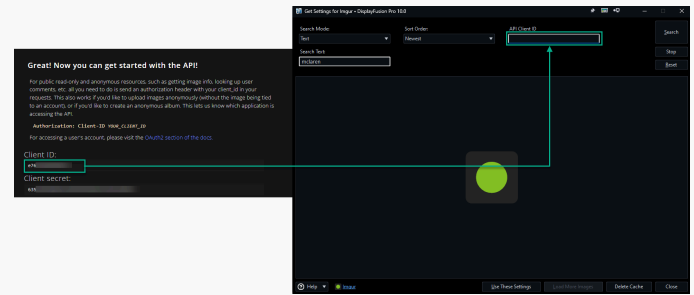 Get Settings for Imgur • DisplayFusion Pro 10.0
Search Mode:
Sort Order:
API Client ID
Text
Newest
Search
Search Text:
mclaren
Stop
Reset
Great! Now you can get started with the API!
For public read-only and anonymous resources, such as getting image info, looking up user
comments, etc. all you need to do is send an authorization header with your client_id in your
requests. This also works if you'd like to upload images anonymously (without the image being tied
to an account), or if you'd like to create an anonymous album. This lets us know which application is
accessing the API.
Authorization: Client-ID YOUR_CLIENT_ID
For accessing a user's account, please visit the OAuth2 section of the docs.
Client ID:
Client secret:
Help
Imgur
Use These Settings
Load More Images
Delete Cache
Close